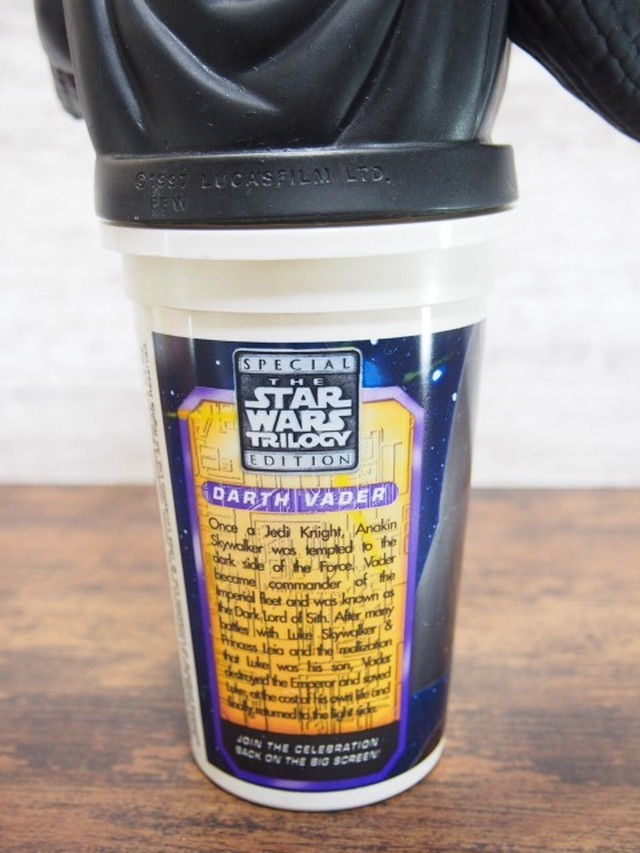 ©1997 LUCASFILM LTD.
PFW
SPECIAL
THE
STAR
WARS
TRILOGY
EDITION
DARTH VADER
Once a Jedi Knight, Anakin
Skywalker was tempted to the
dark side of the Force. Vader
became commander of the
Imperial fleet and was known as
the Dark Lord of Sith. After many
battles with Luke Skywalker &
Princess Leia and the realization
that Luke was his son, Vader
destroyed the Emperor and saved
Luke, at the cost of his own life and
finally returned to the light side.
JOIN THE CELEBRATION
BACK ON THE BIG SCREEN!